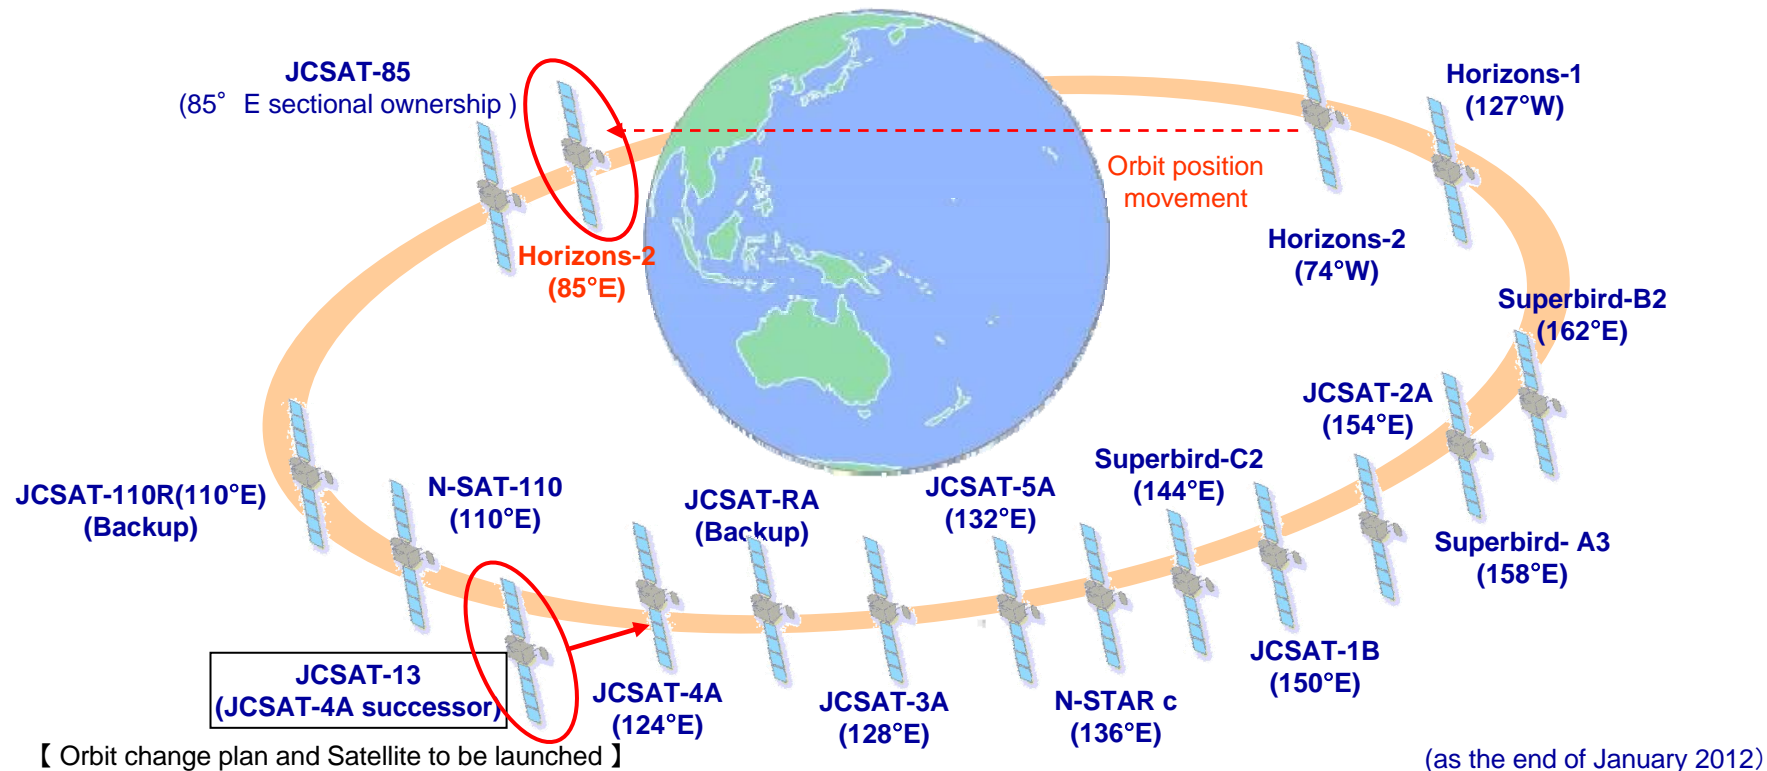 JCSAT-85
(85° E sectional ownership )
Horizons-1
(127°W)
Orbit position
movement
Horizons-2
(85°E)
Horizons-2
(74°W)
Superbird-B2
(162°E)
JCSAT-2A
(154°E)
Superbird-C2
(144°E)
JCSAT-5A
(132°E)
JCSAT-RA
(Backup)
N-SAT-110
(110°E)
JCSAT-110R(110°E)
(Backup)
Superbird- A3
(158°E)
JCSAT-1B
(150°E)
N-STAR c
(136°E)
JCSAT-3A
(128°E)
JCSAT-4A
(124°E)
JCSAT-13
(JCSAT-4A successor)
【 Orbit change plan and Satellite to be launched 】
(as the end of January 2012）